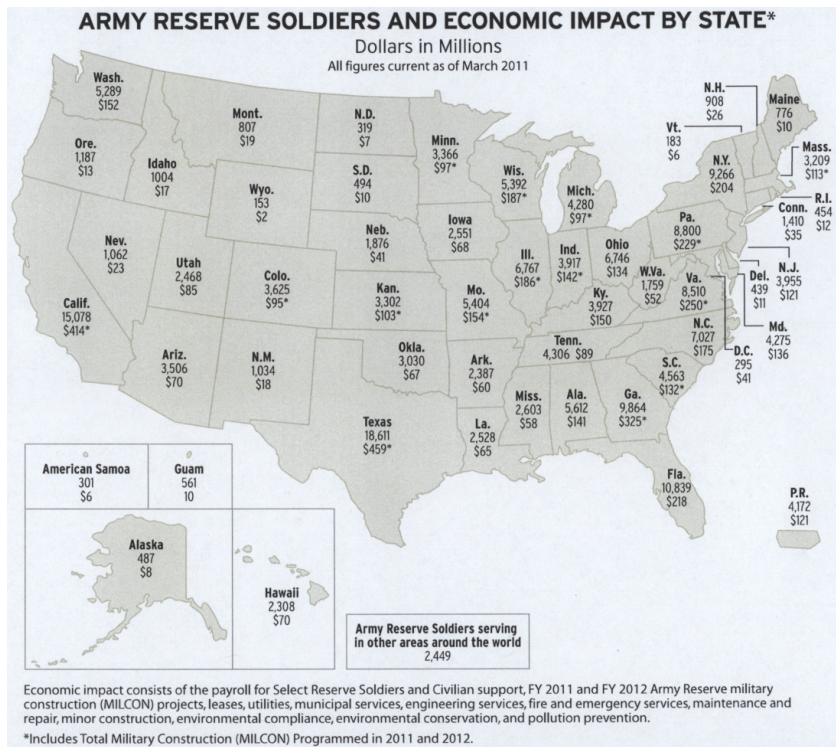 ARMY RESERVE SOLDIERS AND ECONOMIC IMPACT BY STATE*
Dollars in Millions
All figures current as of March 2011
Wash.
5,289
$152
Ore.
1,187
$13
Idaho
1004
$17
Mont.
807
$19
Wyo.
153
$2
N.D.
319
$7
S.D.
494
$10
Neb.
1,876
$41
Minn.
3,366
$97*
Iowa
2,551
$68
Wis.
5,392
$187*
Mich.
4,280
$97*
N.H.
908
$26
Vt.
183
$6
Maine
776
$10
Mass.
3,209
$113*
N.Y.
9,266
$204
R.I.
454
$12
Conn.
1,410
$35
Pa.
8,800
$229*
N.J.
3,955
$121
Del.
439
$11
Md.
4,275
$136
D.C.
295
$41
Nev.
1,062
$23
Utah
2,468
$85
Colo.
3,625
$95*
Kan.
3,302
$103*
Mo.
5,404
$154*
Ill.
6,767
$186*
Ind.
3,917
$142*
Ohio
6,746
$134
W.Va.
1,759
$52
Va.
8,510
$250*
Ky.
3,927
$150
Calif.
15,078
$414*
Ariz.
3,506
$70
N.M.
1,034
$18
Okla.
3,030
$67
Ark.
2,387
$60
Tenn.
4,306 $89
N.C.
7,027
$175
S.C.
4,563
$132*
Texas
18,611
$459*
La.
2,528
$65
Miss.
2,603
$58
Ala.
5,612
$141
Ga.
9,864
$325*
Fla.
10,839
$218
P.R.
4,172
$121
American Samoa
301
$6
Guam
561
10
Alaska
487
$8
Hawaii
2,308
$70
Army Reserve Soldiers serving
in other areas around the world
2,449
Economic impact consists of the payroll for Select Reserve Soldiers and Civilian support, FY 2011 and FY 2012 Army Reserve military
construction (MILCON) projects, leases, utilities, municipal services, engineering services, fire and emergency services, maintenance and
repair, minor construction, environmental compliance, environmental conservation, and pollution prevention.
*Includes Total Military Construction (MILCON) Programmed in 2011 and 2012.